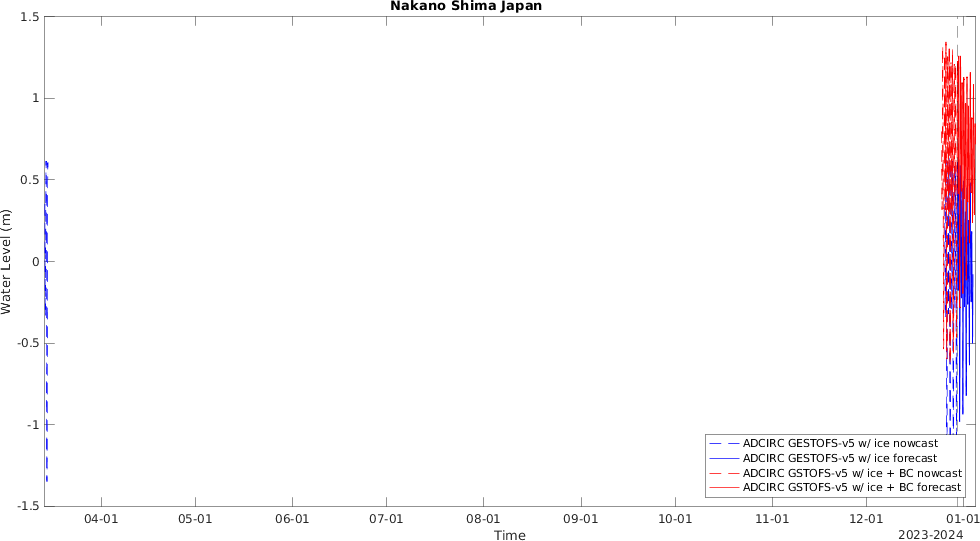 Nakano Shima Japan
Water Level (m)
1.5
1
0.5
0
-0.5
-1
-1.5
ADCIRC GESTOFS-v5 w/ ice nowcast
ADCIRC GESTOFS-v5 w/ ice forecast
ADCIRC GSTOFS-v5 w/ ice + BC nowcast
ADCIRC GSTOFS-v5 w/ ice + BC forecast
04-01 05-01 06-01 07-01 08-01 09-01 10-01 11-01 12-01 01-01
Time
2023-2024